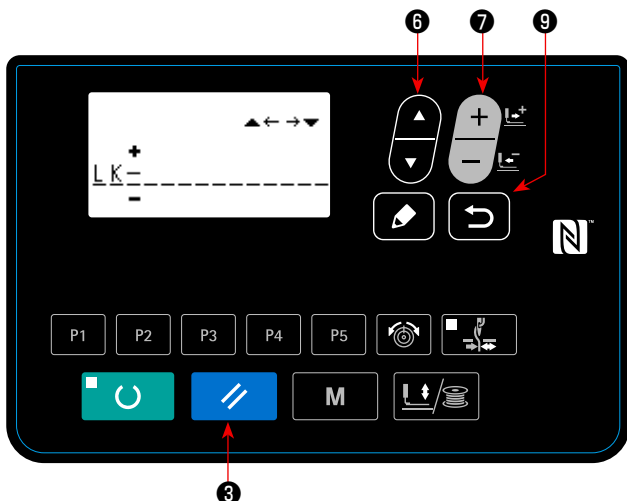 ❻ ❼ ❾
▲←→▼
+
LK−
−
+
−
P1 P2 P3 P4 P5
M
❸